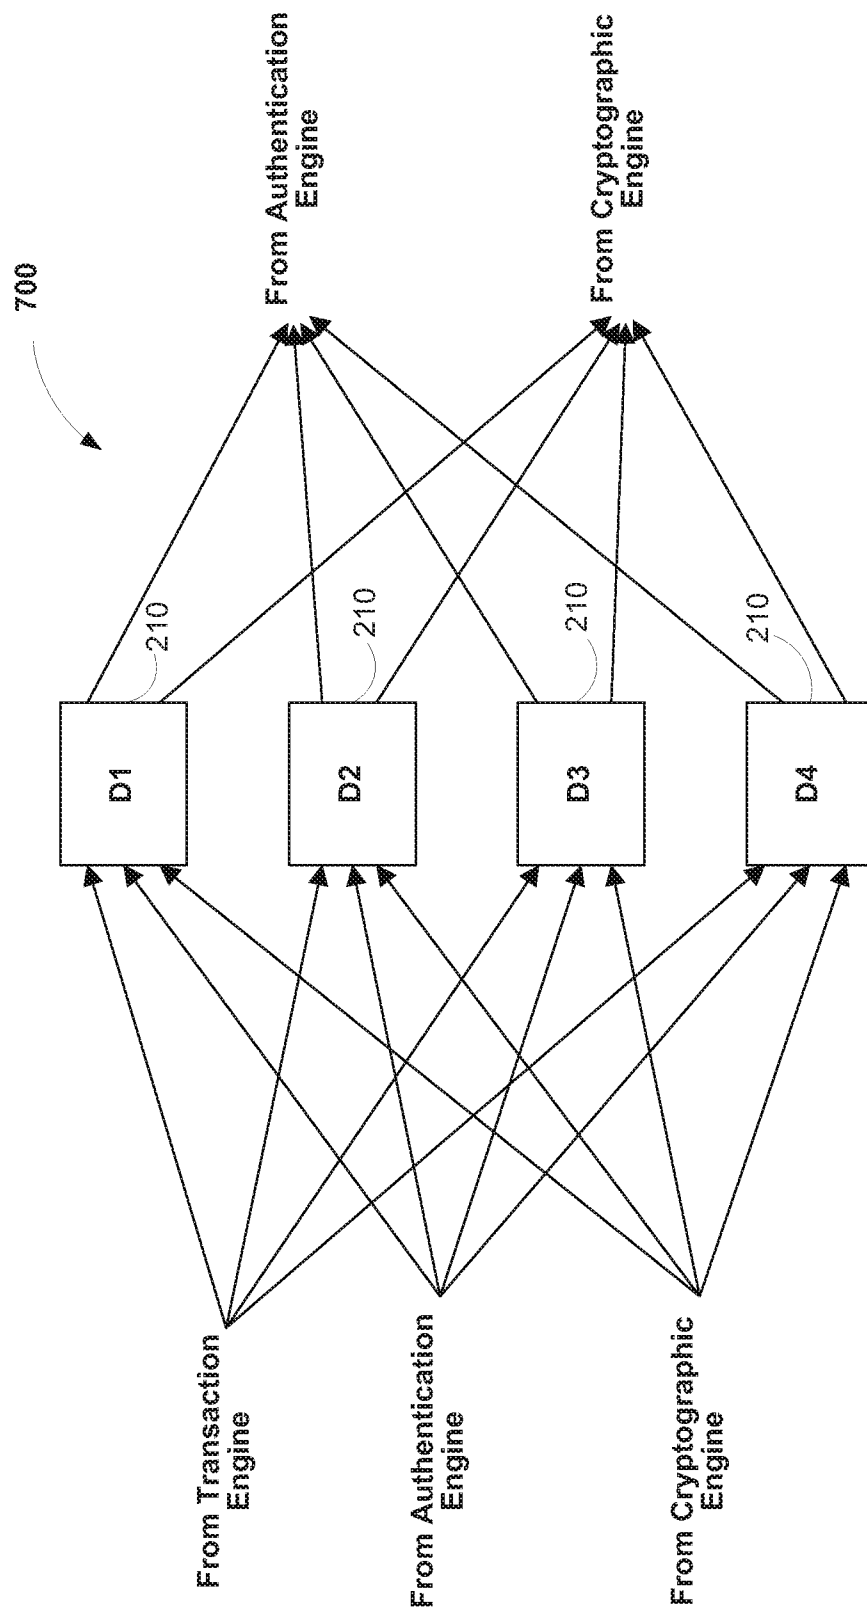 700
From Transaction
Engine
From Authentication
Engine
From Cryptographic
Engine
D1
210
D2
210
D3
210
D4
210
From Authentication
Engine
From Cryptographic
Engine